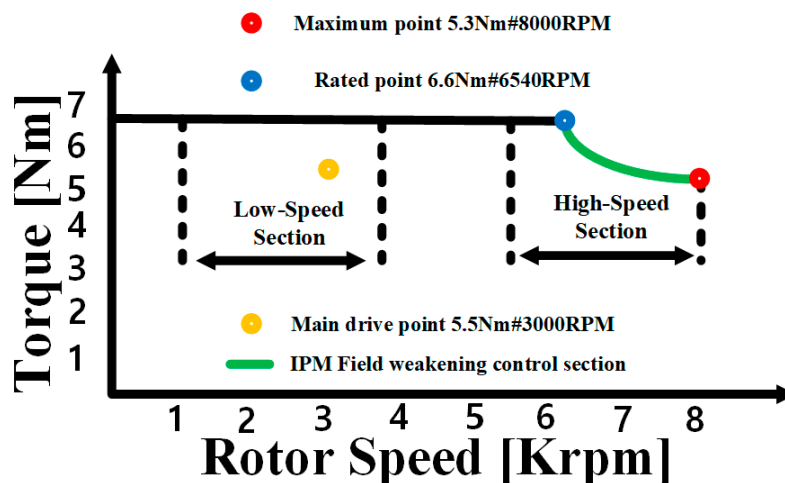 Maximum point 5.3Nm#8000RPM
Rated point 6.6Nm#6540RPM
Torque [Nm]
7
6
5
4
3
2
1
Low-Speed
Section
High-Speed
Section
Main drive point 5.5Nm#3000RPM
IPM Field weakening control section
1 2 3 4 5 6 7 8
Rotor Speed [Krpm]